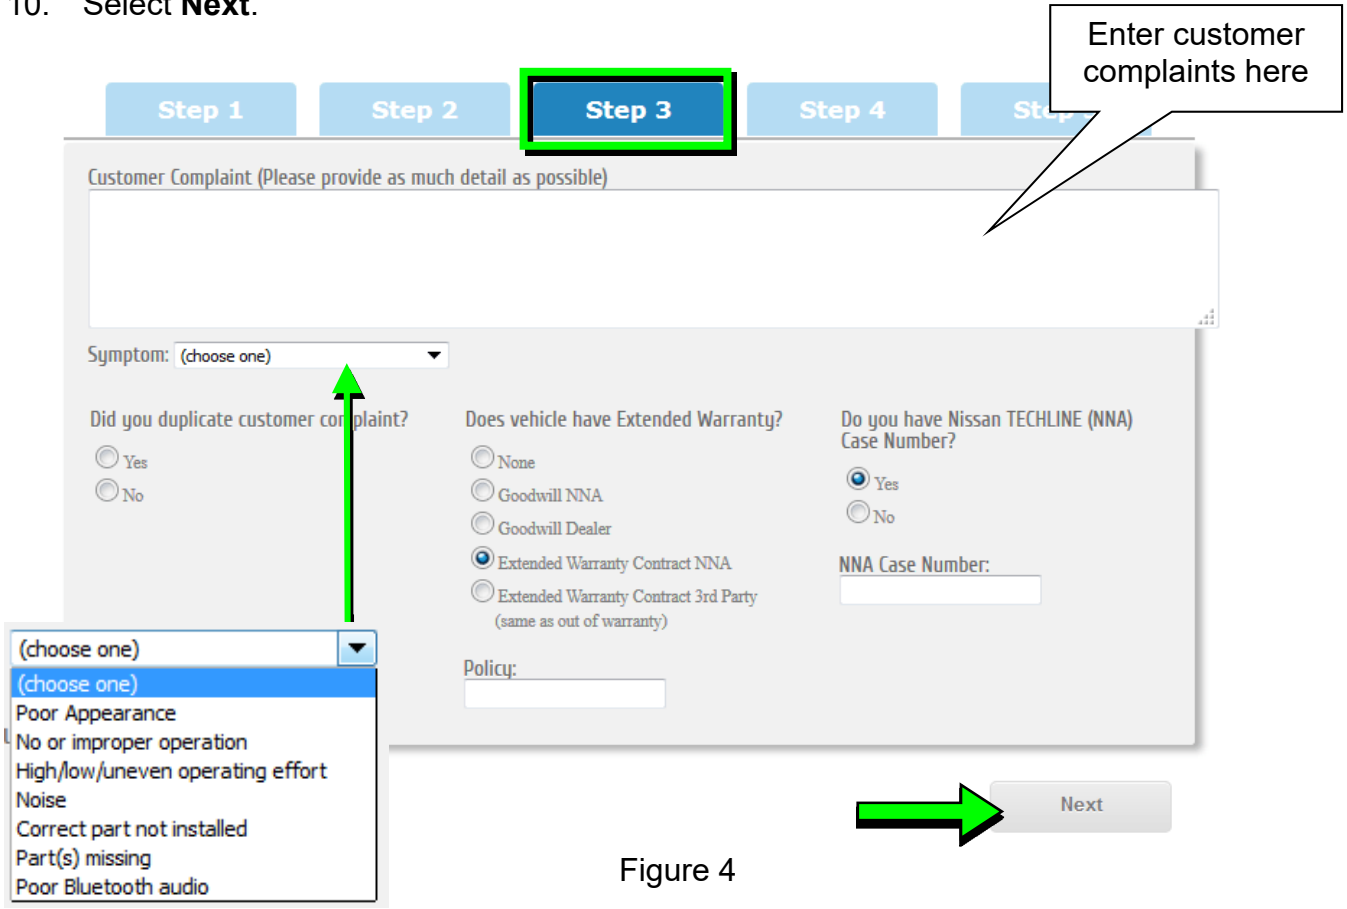 10. Select Next.
Enter customer
complaints here
Step 1
Step 2
Step 3
Step 4
Customer Complaint (Please provide as much detail as possible)
Symptom: (choose one)
Did you duplicate customer complaint?
Yes
No
Does vehicle have Extended Warranty?
None
Goodwill NNA
Goodwill Dealer
Extended Warranty Contract NNA
Extended Warranty Contract 3rd Party
(same as out of warranty)
Policy:
Do you have Nissan TECHLINE (NNA)
Case Number?
Yes
No
NNA Case Number:
(choose one)
(choose one)
Poor Appearance
No or improper operation
High/low/uneven operating effort
Noise
Correct part not installed
Part(s) missing
Poor Bluetooth audio
Next
Figure 4